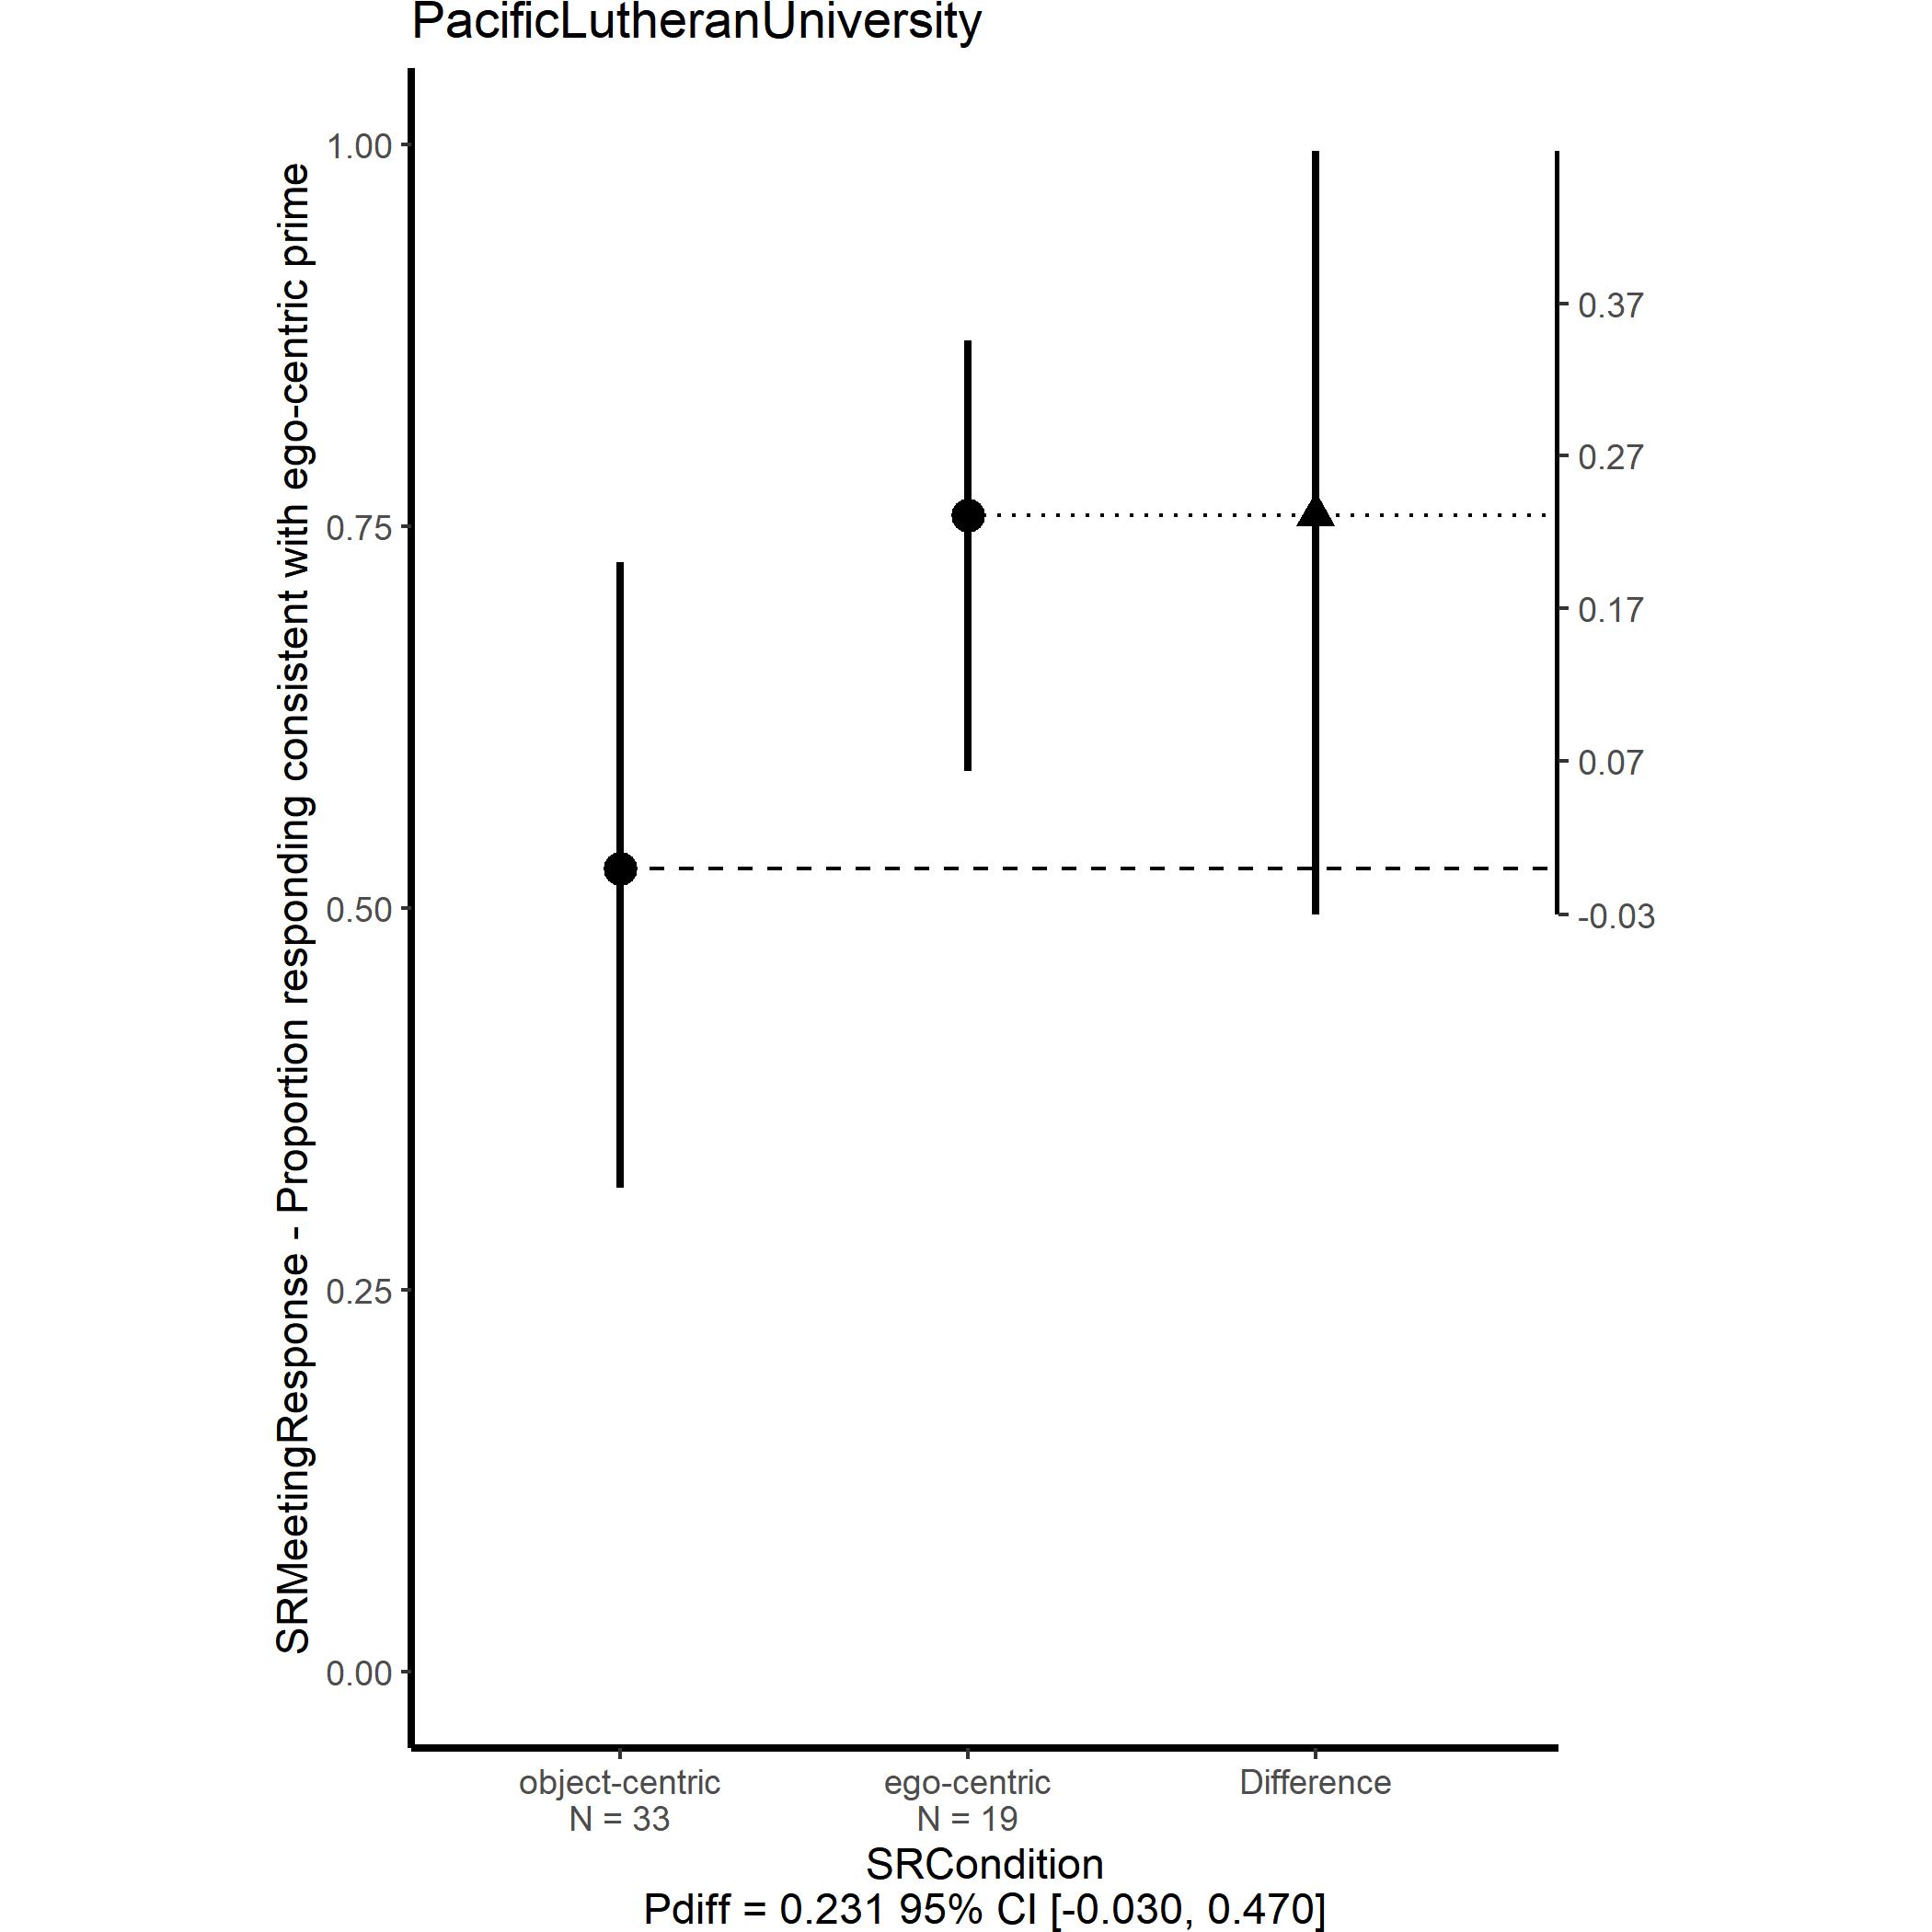 PacificLutheranUniversity
SRMeetingResponse - Proportion responding consistent with ego-centric prime
1.00
0.75
0.50
0.25
0.00
0.37
0.27
0.17
0.07
-0.03
object-centric
N = 33
ego-centric
N = 19
Difference
SRCondition
Pdiff = 0.231 95% CI [-0.030, 0.470]